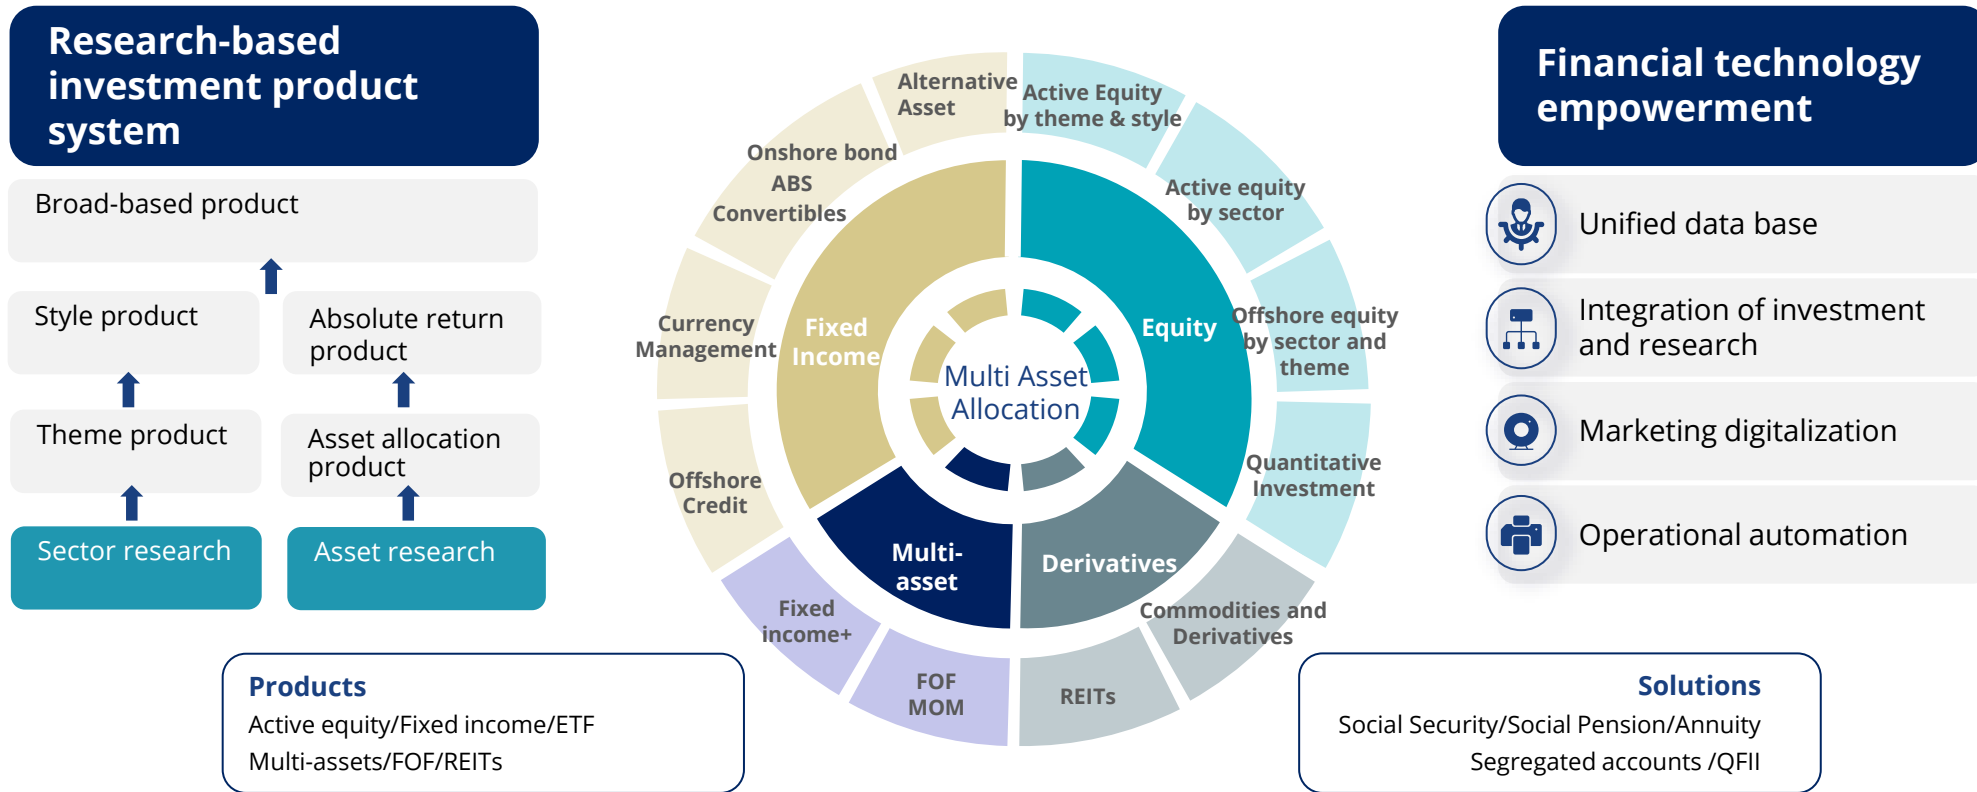 Research-based
investment product
system
Broad-based product
Style product
Absolute return
product
Theme product
Asset allocation
product
Sector research
Asset research
Products
Active equity/Fixed income/ETF
Multi-assets/FOF/REITs
Alternative
Asset
Active Equity
by theme & style
Onshore bond
ABS
Convertibles
Active equity
by sector
Currency
Management
Fixed
Income
Equity
Offshore equity
by sector and
theme
Multi Asset
Allocation
Offshore
Credit
Quantitative
Investment
Multi-
asset
Derivatives
Fixed
income+
Commodities and
Derivatives
FOF
MOM
REITs
Financial technology
empowerment
Unified data base
Integration of investment
and research
Marketing digitalization
Operational automation
Solutions
Social Security/Social Pension/Annuity
Segregated accounts /QFII